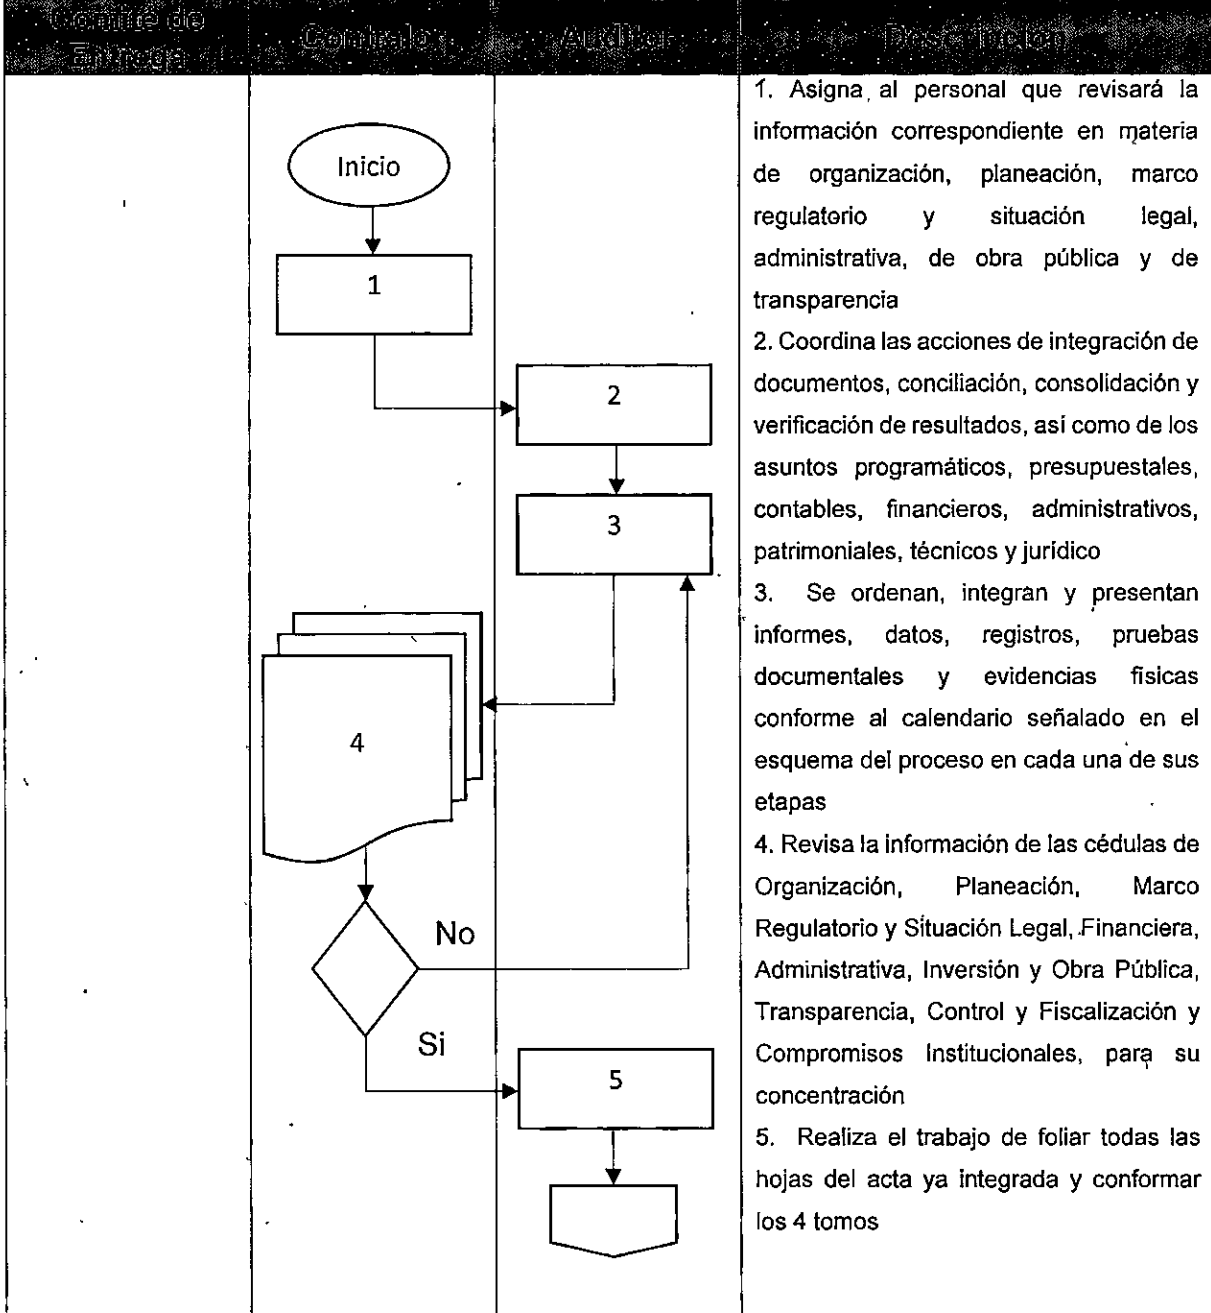 Comité de
Entrega
Contralor
Auditor
Descripción
Inicio
1
2
3
4
No
Si
5
1. Asigna al personal que revisará la
información correspondiente en materia
de organización, planeación, marco
regulatorio y situación legal,
administrativa, de obra pública y de
transparencia
2. Coordina las acciones de integración de
documentos, conciliación, consolidación y
verificación de resultados, así como de los
asuntos programáticos, presupuestales,
contables, financieros, administrativos,
patrimoniales, técnicos y jurídico
3. Se ordenan, integran y presentan
informes, datos, registros, pruebas
documentales y evidencias físicas
conforme al calendario señalado en el
esquema del proceso en cada una de sus
etapas
4. Revisa la información de las cédulas de
Organización, Planeación, Marco
Regulatorio y Situación Legal, Financiera,
Administrativa, Inversión y Obra Pública,
Transparencia, Control y Fiscalización y
Compromisos Institucionales, para su
concentración
5. Realiza el trabajo de foliar todas las
hojas del acta ya integrada y conformar
los 4 tomos